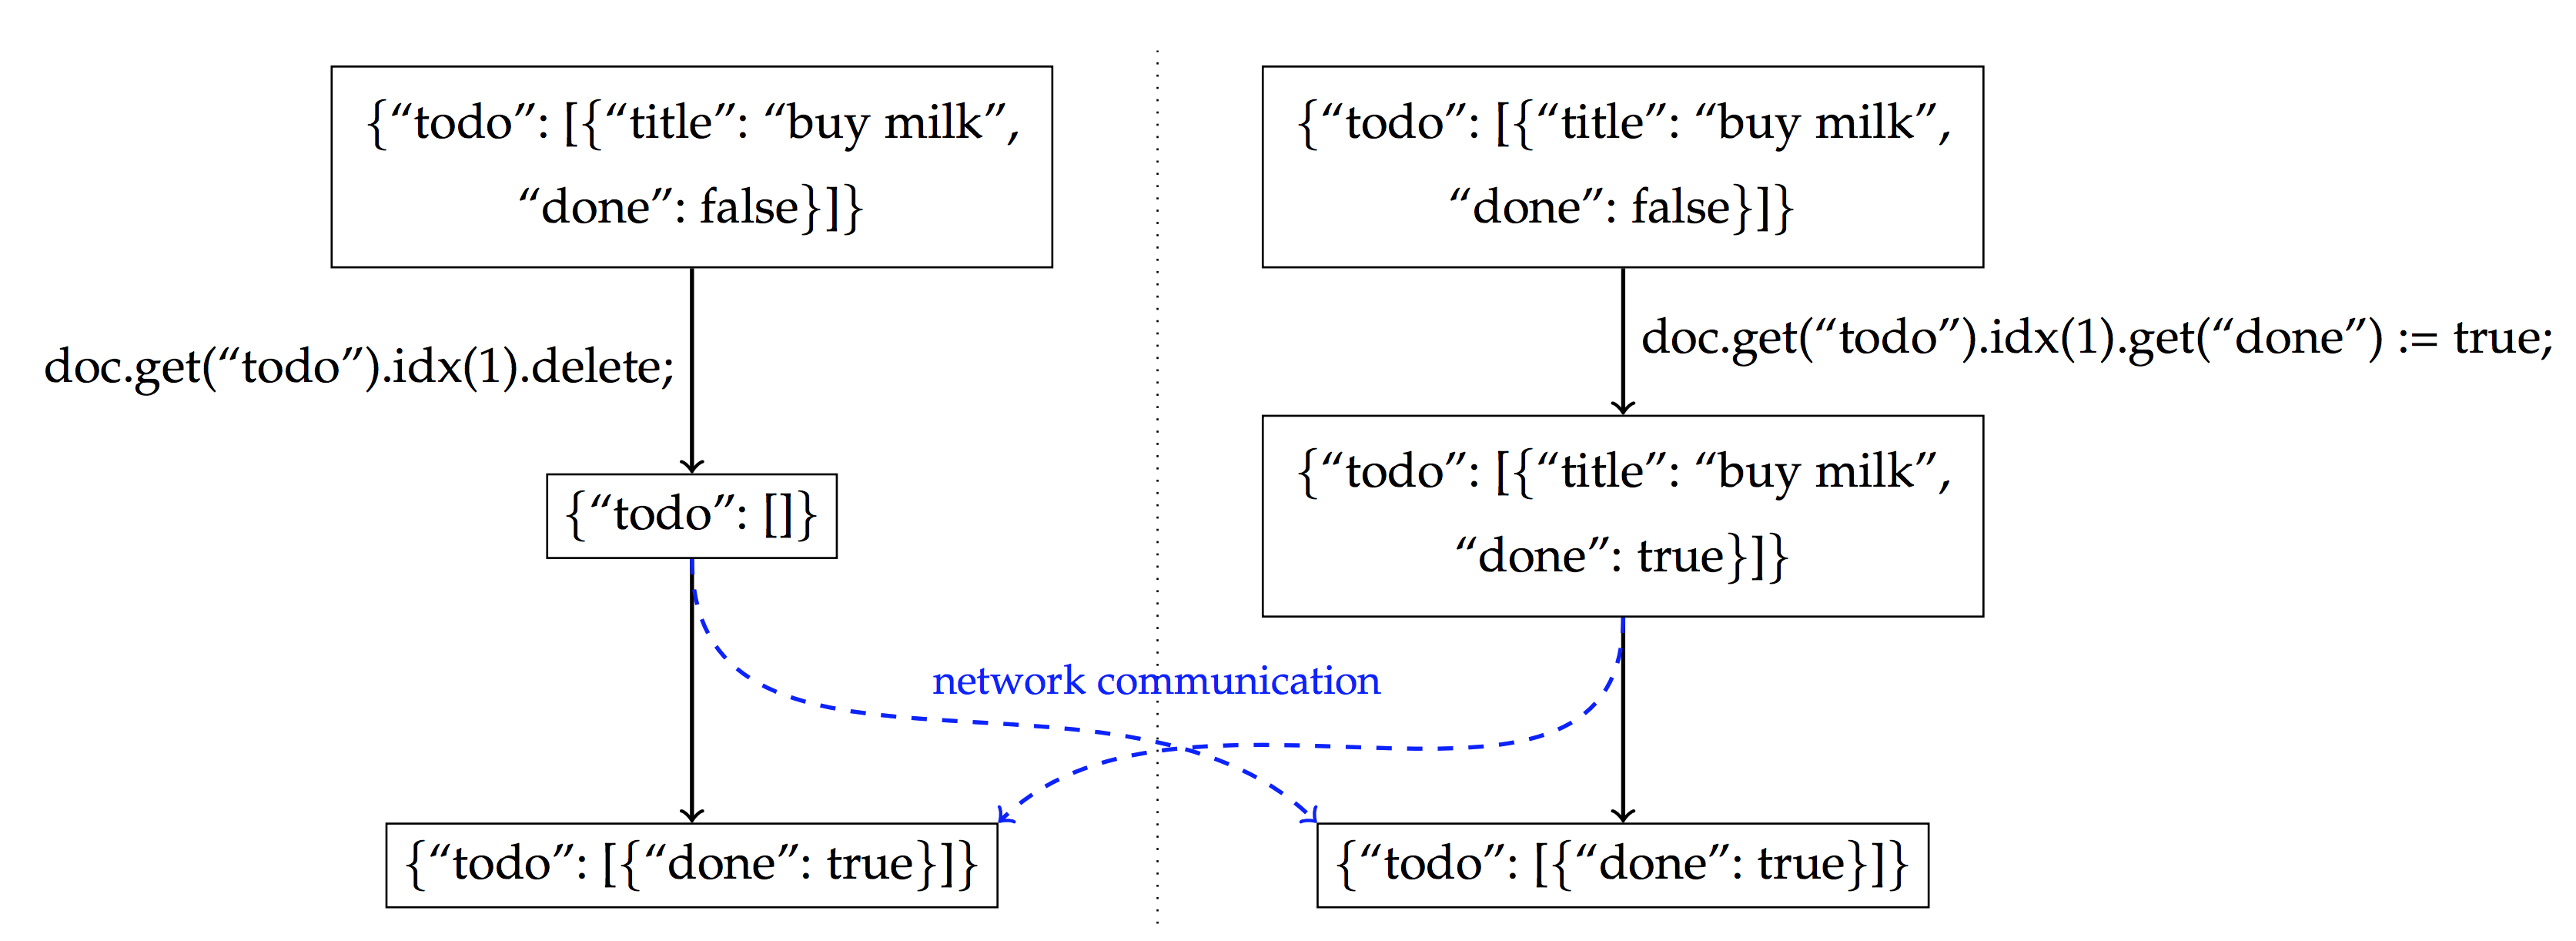 {“todo”: [{“title”: “buy milk”,
“done”: false}]}
{“todo”: [{“title”: “buy milk”,
“done”: false}]}
doc.get(“todo”).idx(1).delete;
doc.get(“todo”).idx(1).get(“done”) := true;
{“todo”: []}
{“todo”: [{“title”: “buy milk”,
“done”: true}]}
network communication
{“todo”: [{“done”: true}]}
{“todo”: [{“done”: true}]}